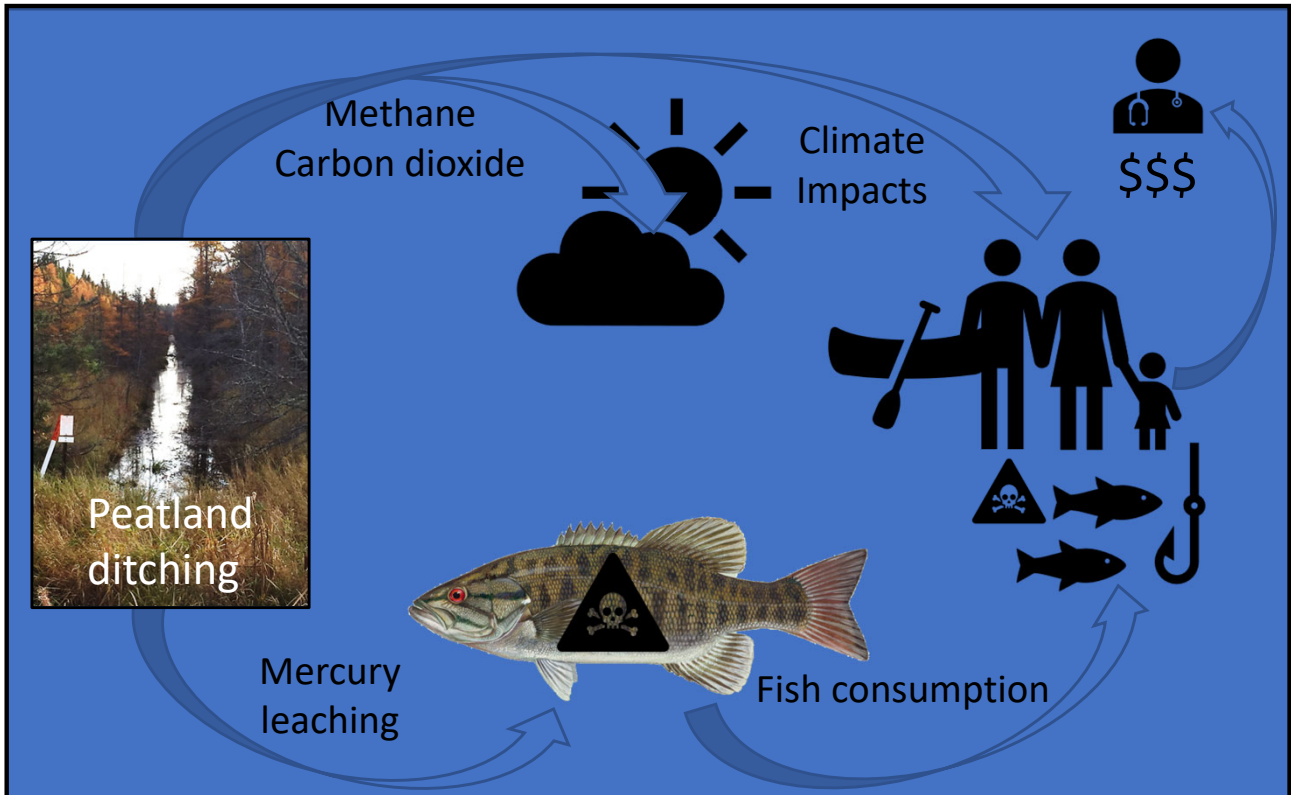 Methane
Carbon dioxide
Climate
Impacts
$$$
Peatland
ditching
Mercury
leaching
Fish consumption